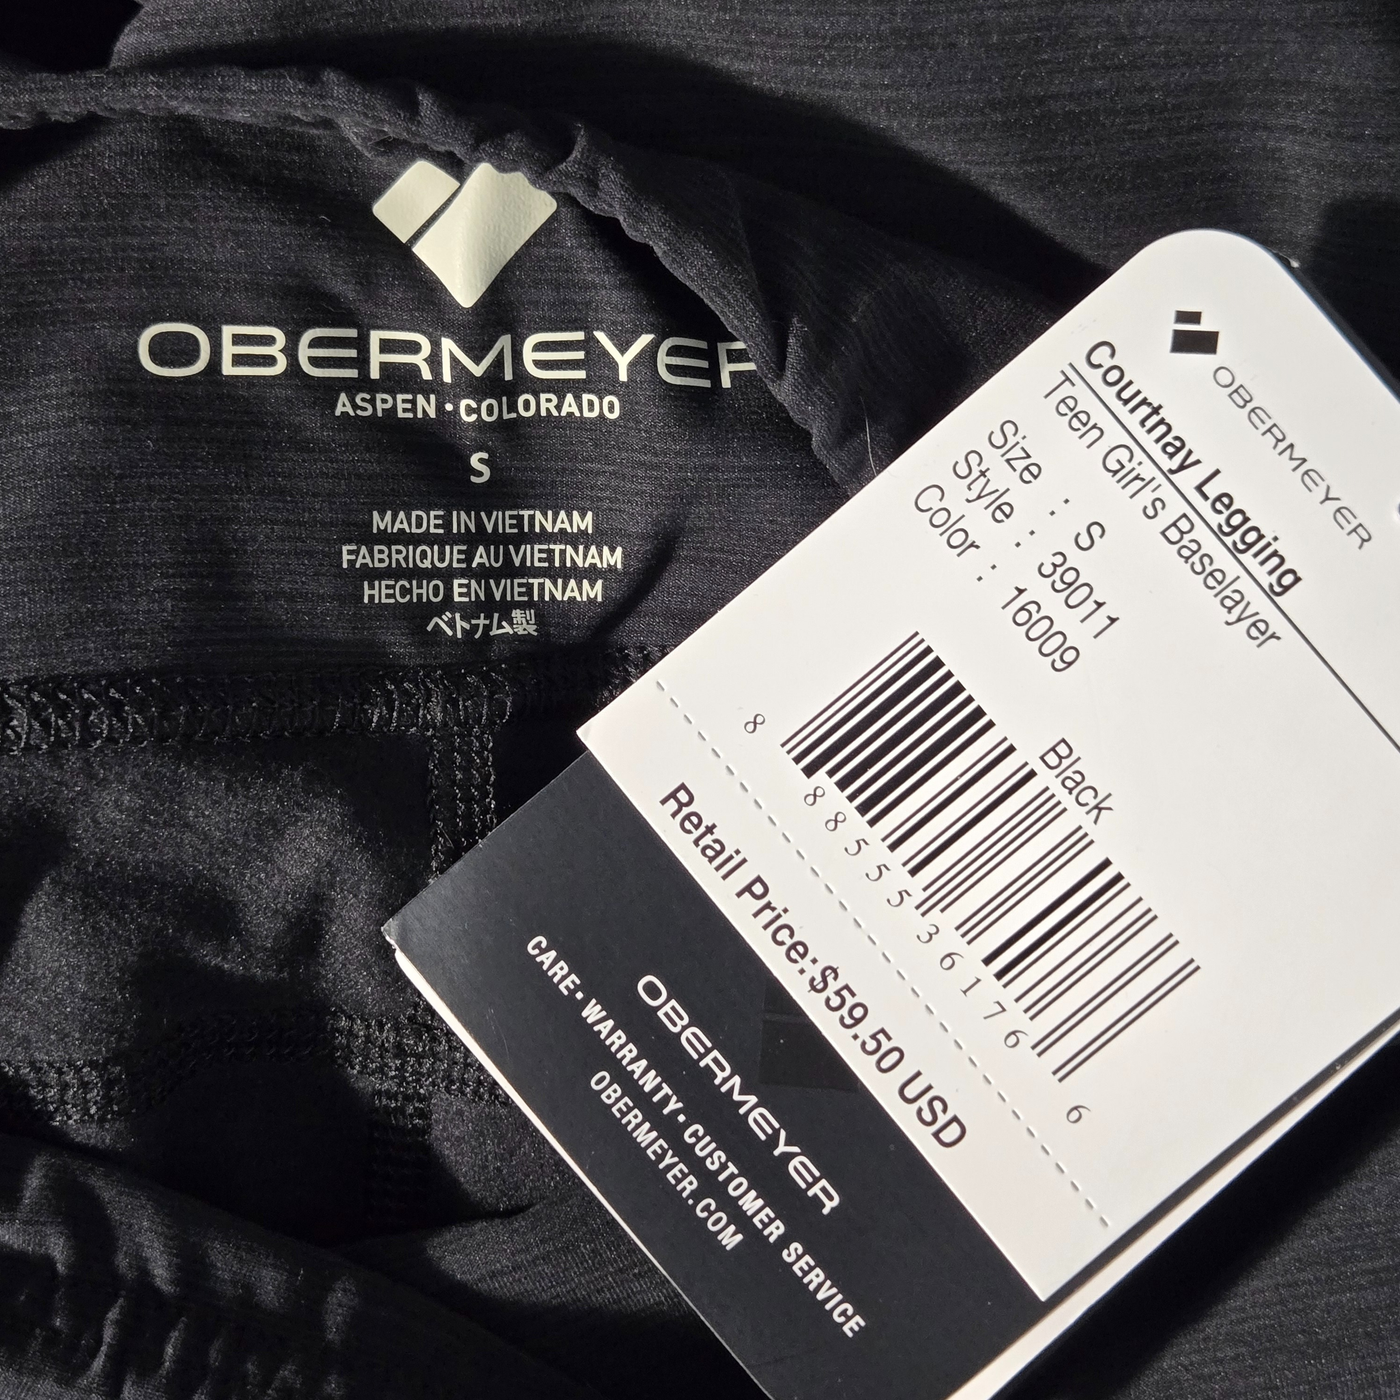 OBERMEYER
ASPEN · COLORADO
S
MADE IN VIETNAM
FABRIQUE AU VIETNAM
HECHO EN VIETNAM
ベトナム製
OBERMEYER
Courtnay Legging
Teen Girl's Baselayer
Size : S
Style : 39011
Color : 16009
Black
8 88555 36176 6
Retail Price:$59.50 USD
OBERMEYER
CARE · WARRANTY · CUSTOMER SERVICE
OBERMEYER.COM